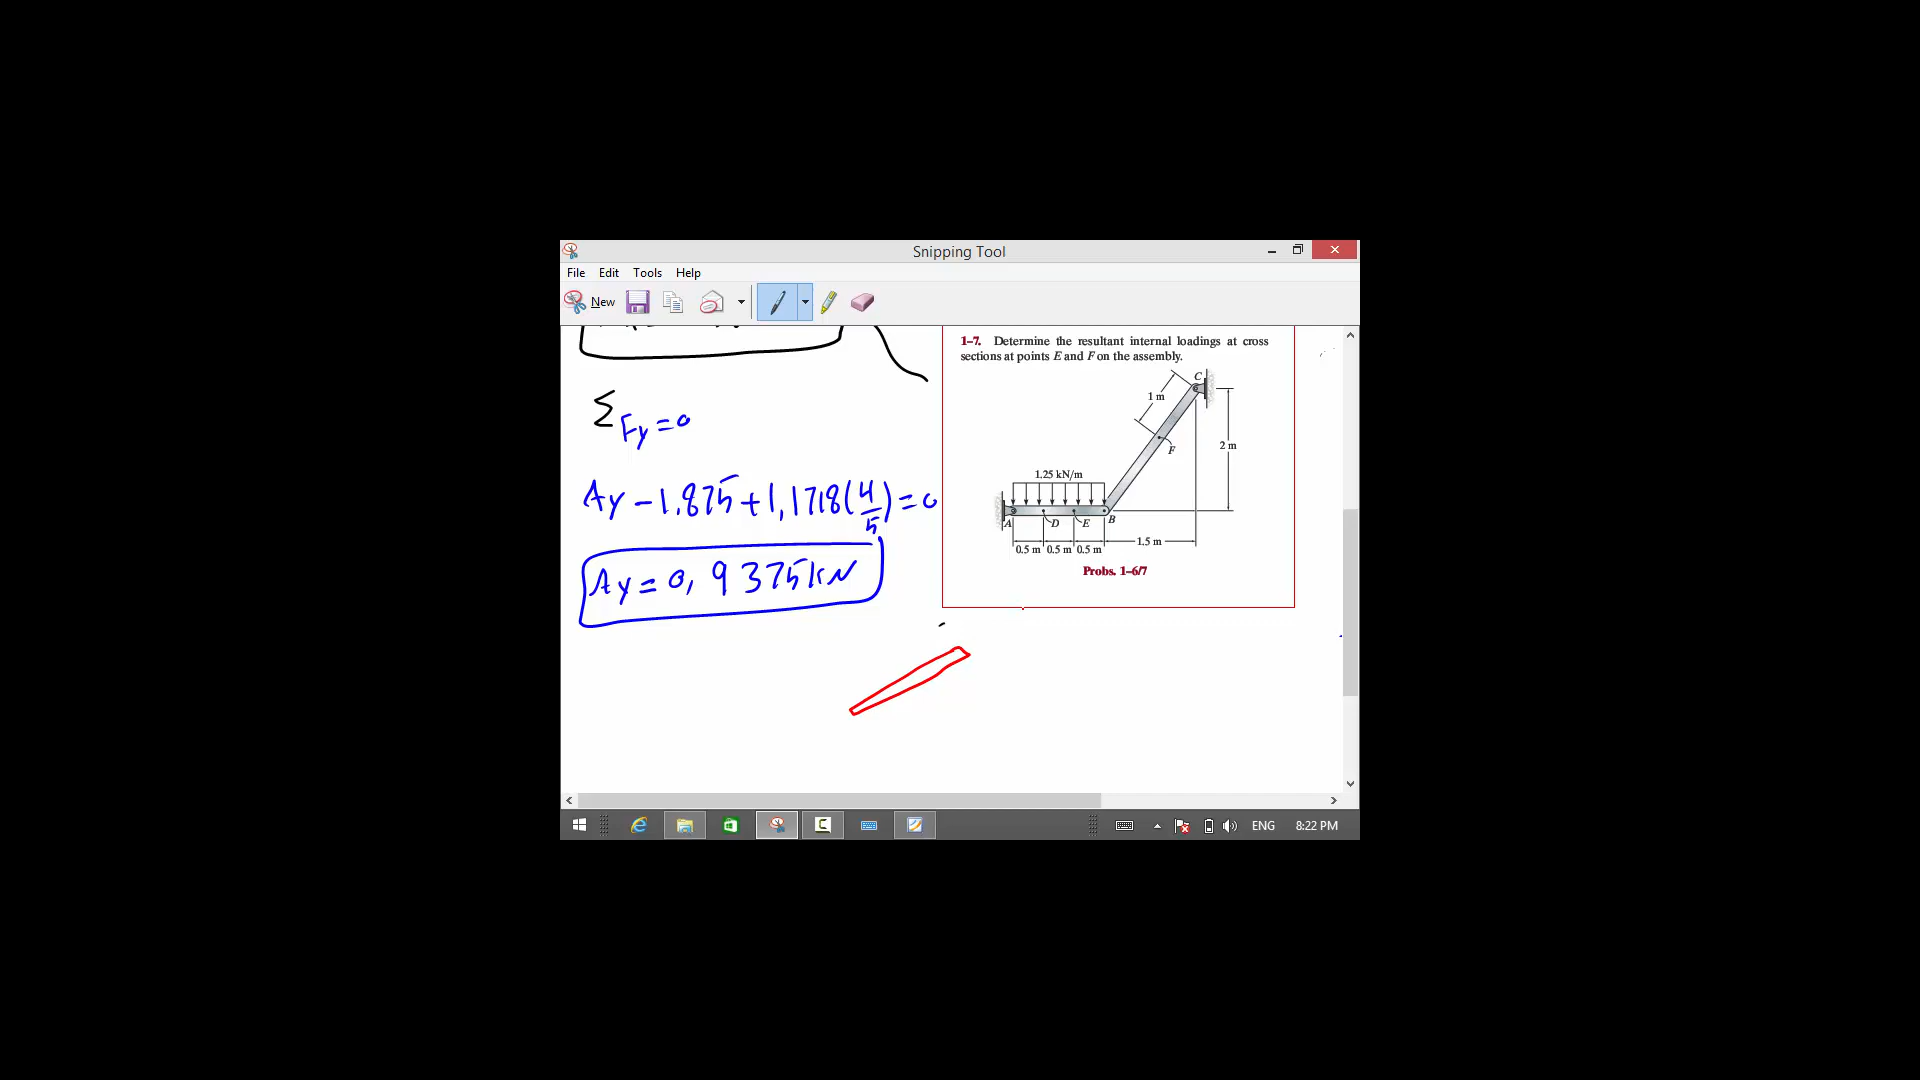 Snipping Tool
File Edit Tools Help
New
Σ Fy = 0
Ay - 1.875 + 1,1718(4/5) = 0
Ay = 0,9375kN
1–7. Determine the resultant internal loadings at cross
sections at points E and F on the assembly.
C
1 m
F
2 m
1.25 kN/m
A
D
E
B
0.5 m 0.5 m 0.5 m
1.5 m
Probs. 1–6/7
ENG 8:22 PM